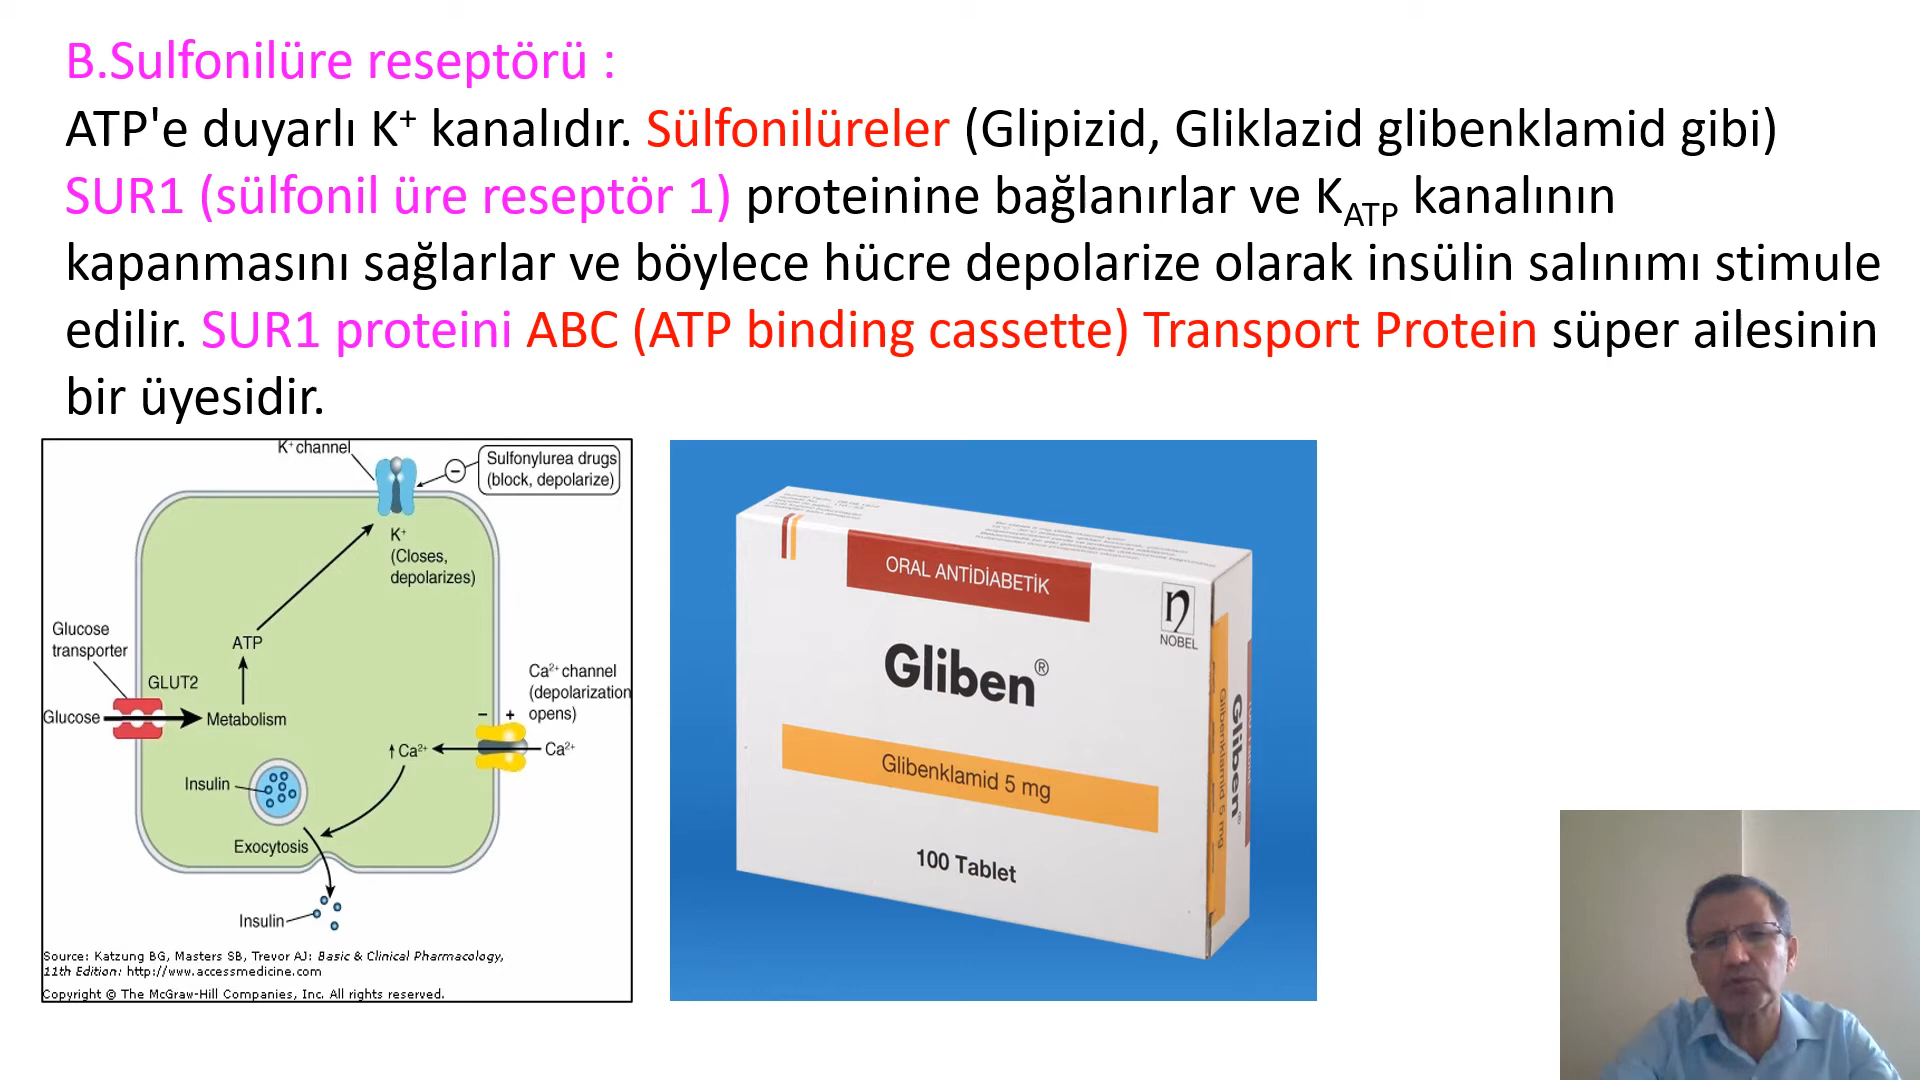 B.Sulfonilüre reseptörü :
ATP'e duyarlı K+ kanalıdır. Sülfonilüreler (Glipizid, Gliklazid glibenklamid gibi)
SUR1 (sülfonil üre reseptör 1) proteinine bağlanırlar ve KATP kanalının
kapanmasını sağlarlar ve böylece hücre depolarize olarak insülin salınımı stimule
edilir. SUR1 proteini ABC (ATP binding cassette) Transport Protein süper ailesinin
bir üyesidir.
K+ channel
Sulfonylurea drugs
(block, depolarize)
K+
(Closes,
depolarizes)
ATP
Glucose
transporter
GLUT2
Glucose
Metabolism
Ca2+ channel
(depolarization
opens)
- +
↑ Ca2+
Ca2+
Insulin
Exocytosis
Insulin
Source: Katzung BG, Masters SB, Trevor AJ: Basic & Clinical Pharmacology,
11th Edition: http://www.accessmedicine.com
Copyright © The McGraw-Hill Companies, Inc. All rights reserved.
ORAL ANTİDİABETİK
NOBEL
Gliben®
Glibenklamid 5 mg
100 Tablet
Gliben®
Glibenklamid 5 mg